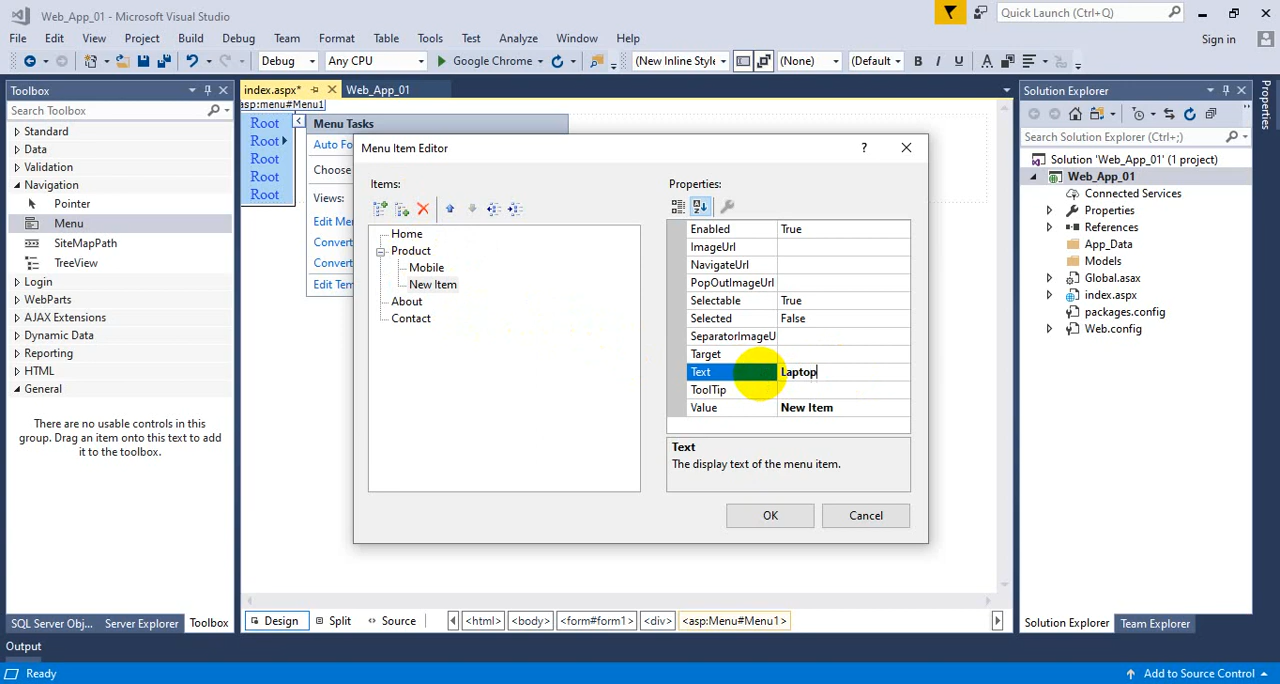 Web_App_01 - Microsoft Visual Studio
Quick Launch (Ctrl+Q)
File Edit View Project Build Debug Team Format Table Tools Test Analyze Window Help
Sign in
Debug Any CPU Google Chrome (New Inline Style (None) (Default B I U A
Toolbox
Search Toolbox
Standard
Data
Validation
Navigation
Pointer
Menu
SiteMapPath
TreeView
Login
WebParts
AJAX Extensions
Dynamic Data
Reporting
HTML
General
There are no usable controls in this
group. Drag an item onto this text to add
it to the toolbox.
SQL Server Obj... Server Explorer Toolbox
index.aspx* Web_App_01
asp:menu#Menu1
Root
Root
Root
Root
Root
Menu Tasks
Auto Fo
Choose
Views:
Edit Me
Convert
Convert
Edit Tem
Menu Item Editor
Items:
Home
Product
Mobile
New Item
About
Contact
Properties:
Enabled True
ImageUrl
NavigateUrl
PopOutImageUrl
Selectable True
Selected False
SeparatorImageU
Target
Text Laptop
ToolTip
Value New Item
Text
The display text of the menu item.
OK Cancel
Design Split Source <html> <body> <form#form1> <div> <asp:Menu#Menu1>
Solution Explorer
Search Solution Explorer (Ctrl+;)
Solution 'Web_App_01' (1 project)
Web_App_01
Connected Services
Properties
References
App_Data
Models
Global.asax
index.aspx
packages.config
Web.config
Solution Explorer Team Explorer
Properties
Output
Ready
Add to Source Control